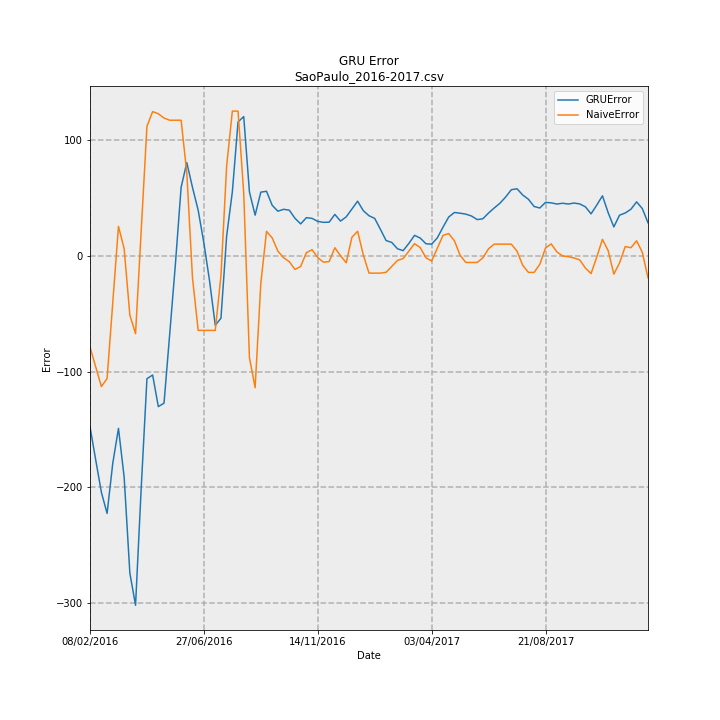 GRU Error
SaoPaulo_2016-2017.csv
GRUError
NaiveError
100
0
−100
−200
−300
Error
08/02/2016
27/06/2016
14/11/2016
03/04/2017
21/08/2017
Date